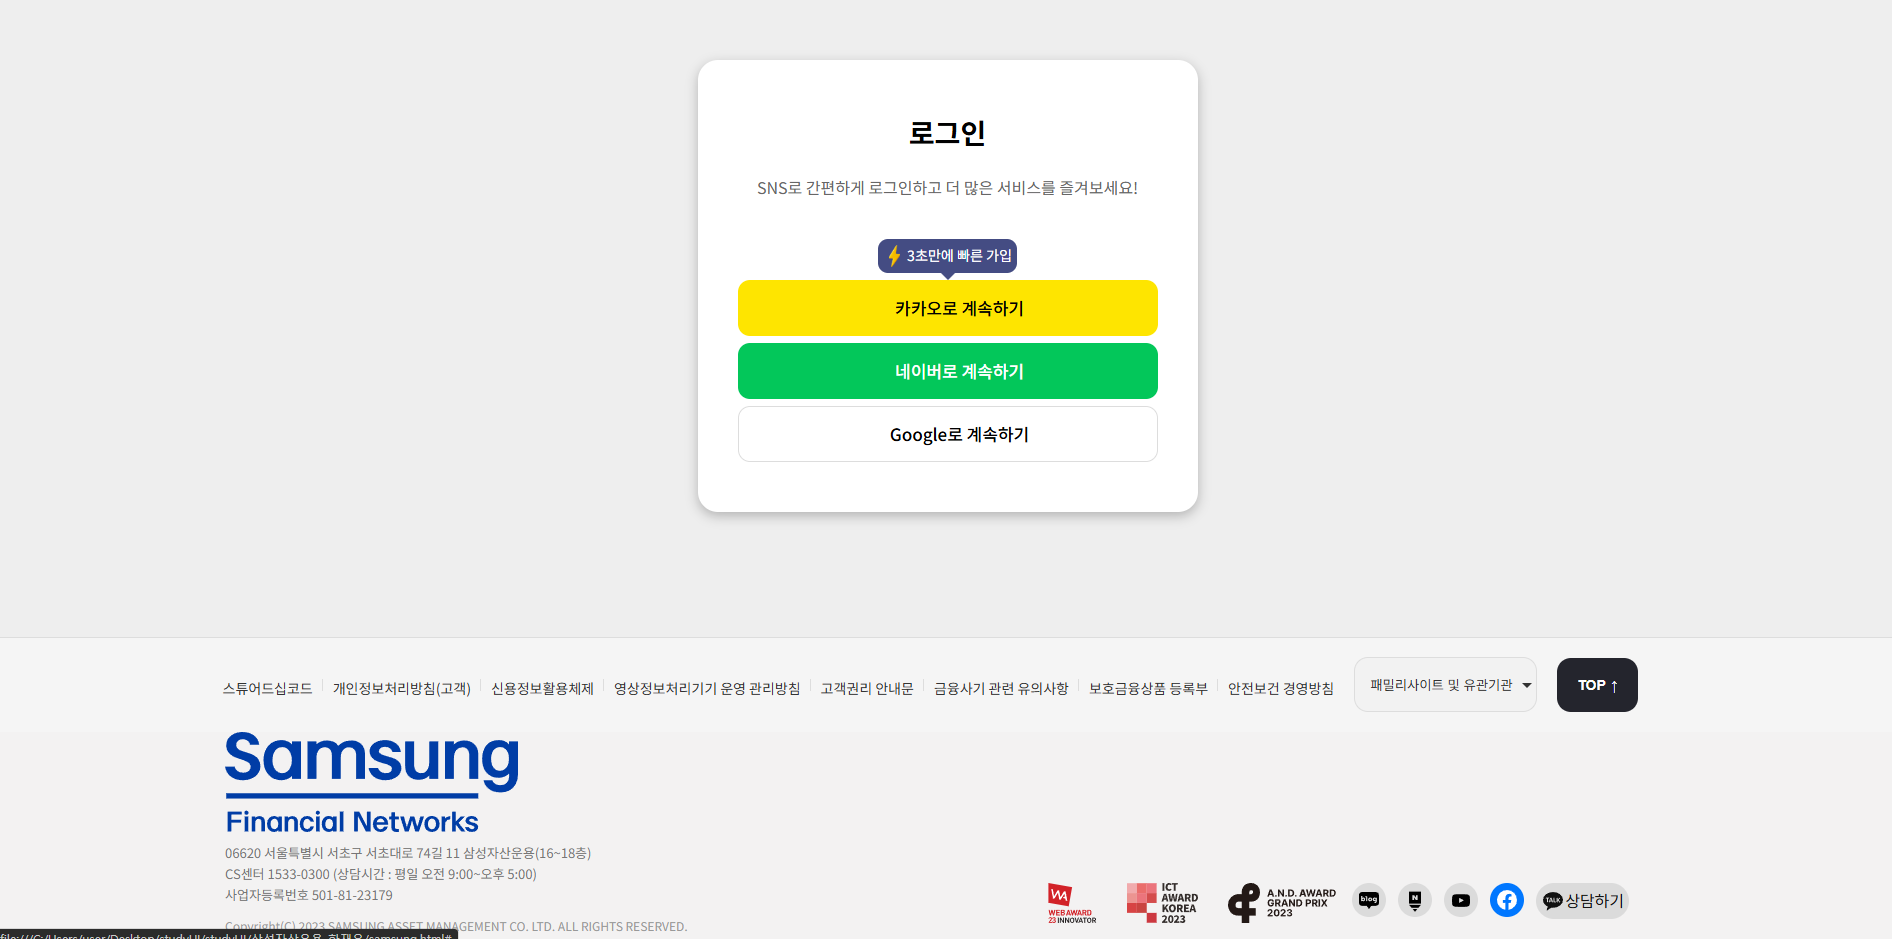 로그인
SNS로 간편하게 로그인하고 더 많은 서비스를 즐겨보세요!
3초만에 빠른 가입
카카오로 계속하기
네이버로 계속하기
Google로 계속하기
스튜어드십코드 개인정보처리방침(고객) 신용정보활용체제 영상정보처리기기 운영 관리방침 고객권리 안내문 금융사기 관련 유의사항 보호금융상품 등록부 안전보건 경영방침 패밀리사이트 및 유관기관 TOP ↑
Samsung
Financial Networks
06620 서울특별시 서초구 서초대로 74길 11 삼성자산운용(16~18층)
CS센터 1533-0300 (상담시간 : 평일 오전 9:00~오후 5:00)
사업자등록번호 501-81-23179
Copyright(C) 2023 SAMSUNG ASSET MANAGEMENT CO. LTD. ALL RIGHTS RESERVED.
WA
WEB AWARD
23 INNOVATOR
ICT
AWARD
KOREA
2023
A.N.D. AWARD
GRAND PRIX
2023
blog
N
TALK 상담하기